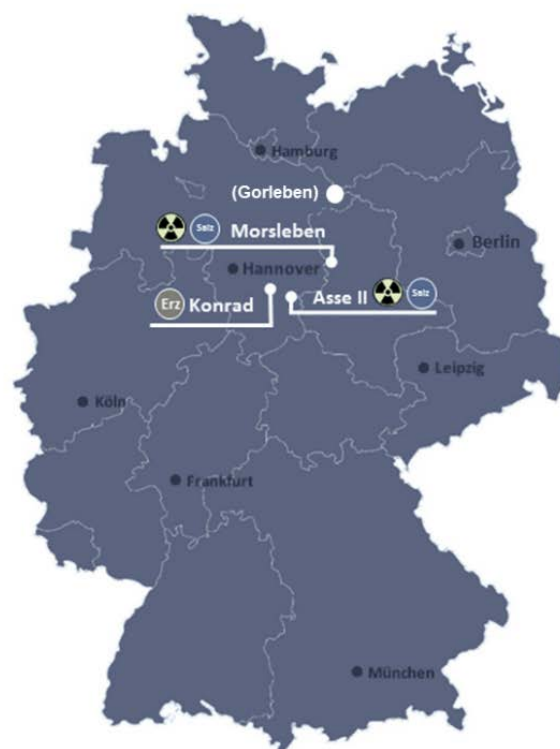 Hamburg
(Gorleben)
Salz Morsleben
Berlin
Hannover
Erz Konrad
Asse II Salz
Leipzig
Köln
Frankfurt
München